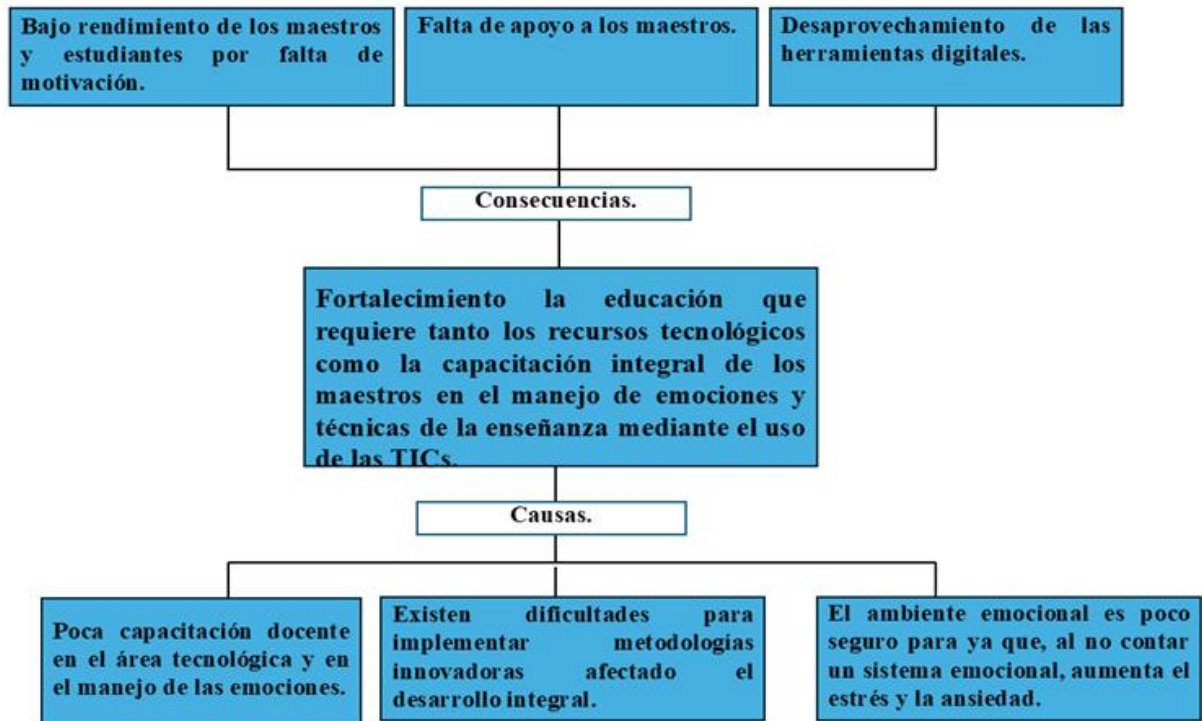 Bajo rendimiento de los maestros
y estudiantes por falta de
motivación.
Falta de apoyo a los maestros.
Desaprovechamiento de las
herramientas digitales.
Consecuencias.
Fortalecimiento la educación que
requiere tanto los recursos tecnológicos
como la capacitación integral de los
maestros en el manejo de emociones y
técnicas de la enseñanza mediante el uso
de las TICs.
Causas.
Poca capacitación docente
en el área tecnológica y en
el manejo de las emociones.
Existen dificultades para
implementar metodologías
innovadoras afectado el
desarrollo integral.
El ambiente emocional es poco
seguro para ya que, al no contar
un sistema emocional, aumenta el
estrés y la ansiedad.